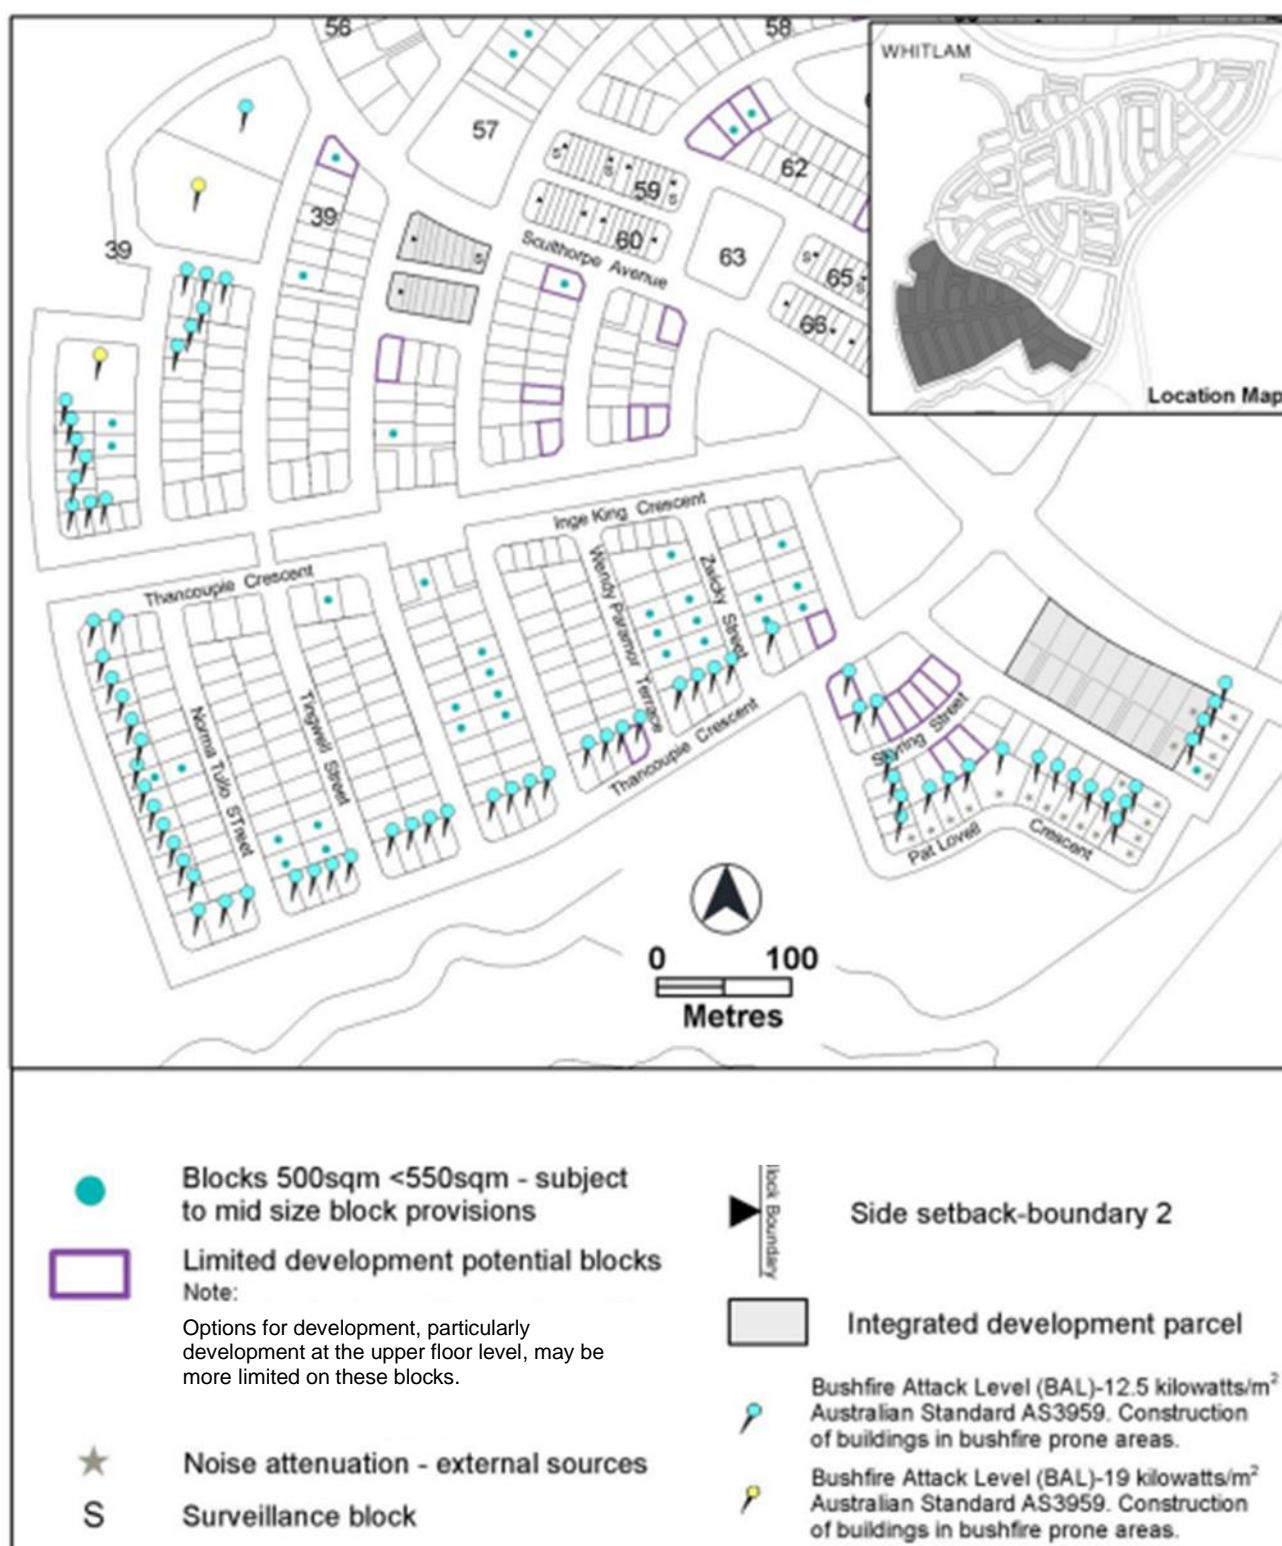 56
58
57
WHITLAM
62
39
59
60
39
Sculthorpe Avenue
63
S
65
66
Location Map
Inge King Crescent
Thancoupie Crescent
Wendy Paramor Terrace
Zwicky Street
Norma Tullo STreet
Tingwell Street
Thancoupie Crescent
Skyring Street
Pat Lovell Crescent
0 100
Metres
Blocks 500sqm <550sqm - subject
to mid size block provisions
Limited development potential blocks
Note:
Options for development, particularly
development at the upper floor level, may be
more limited on these blocks.
Noise attenuation - external sources
S Surveillance block
lock Boundary
Side setback-boundary 2
Integrated development parcel
Bushfire Attack Level (BAL)-12.5 kilowatts/m²
Australian Standard AS3959. Construction
of buildings in bushfire prone areas.
Bushfire Attack Level (BAL)-19 kilowatts/m²
Australian Standard AS3959. Construction
of buildings in bushfire prone areas.